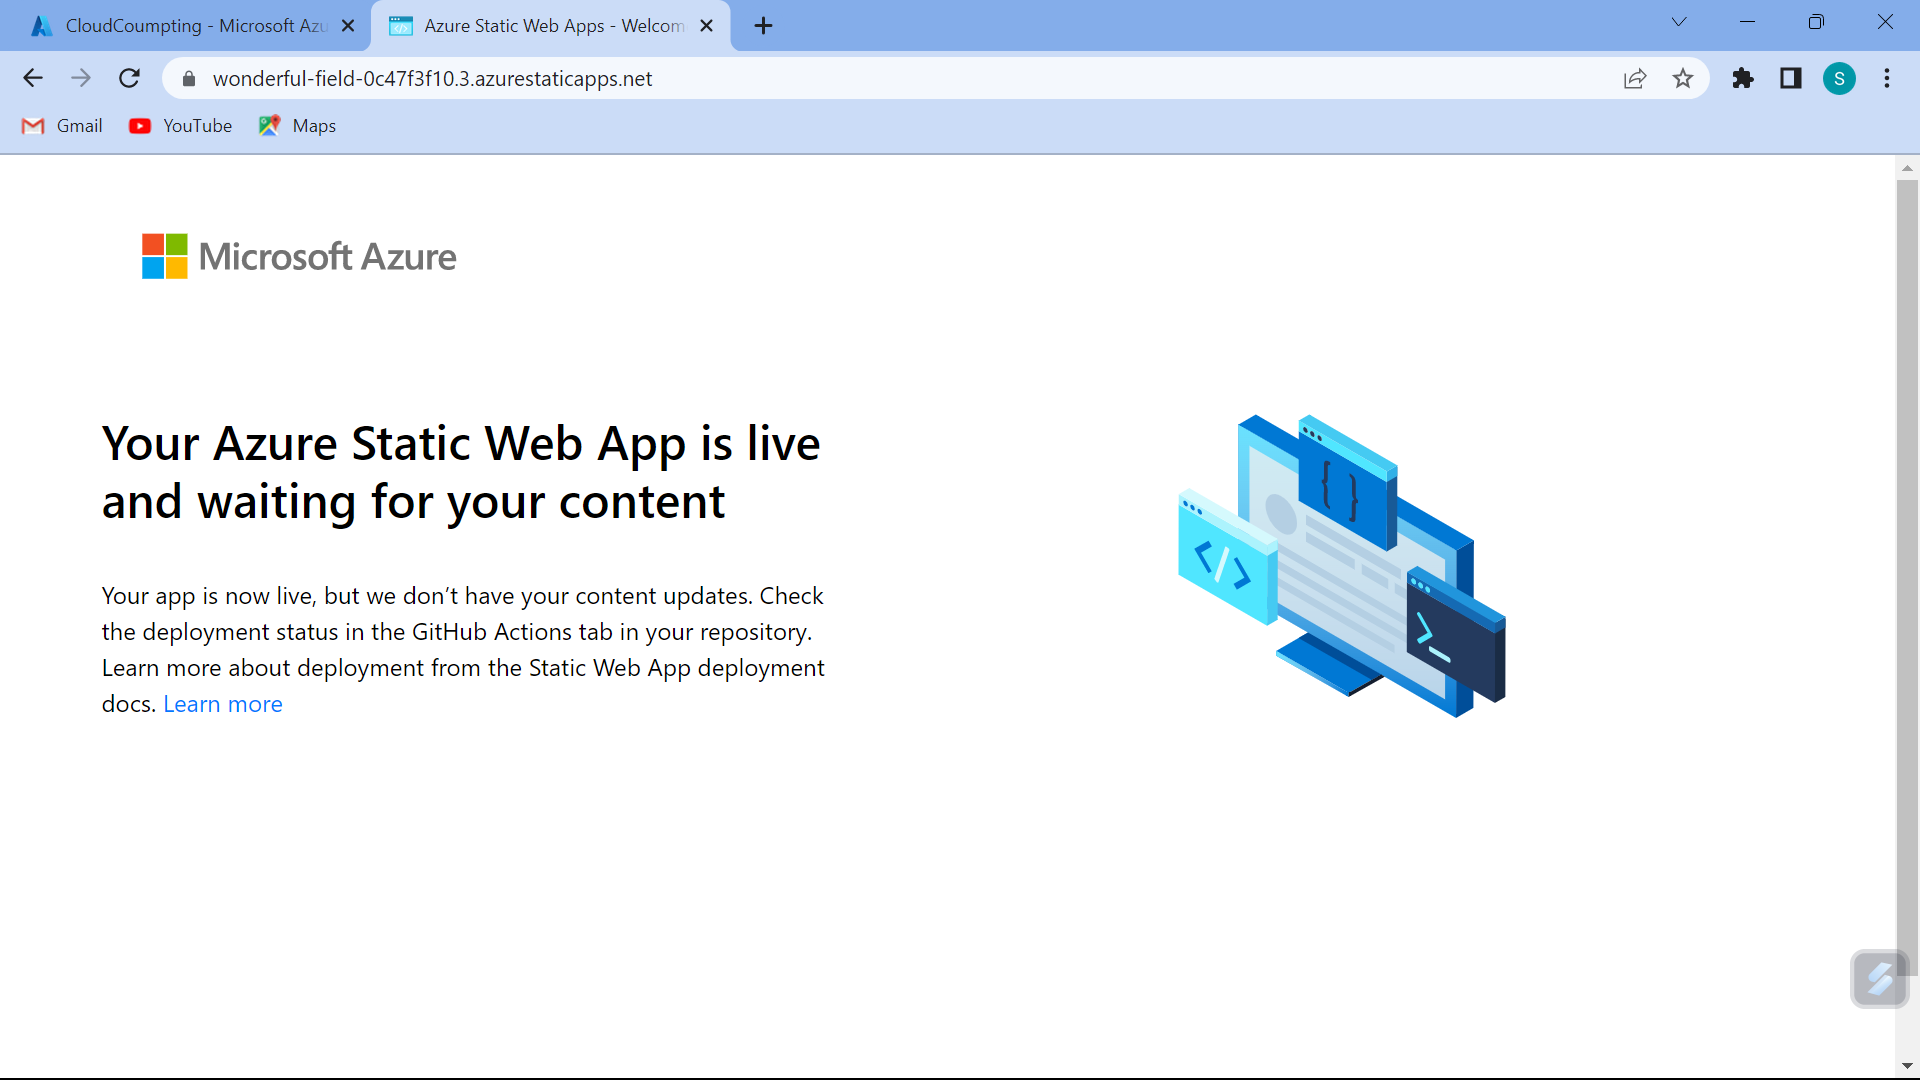 CloudCoumpting - Microsoft Azu
Azure Static Web Apps - Welcom
wonderful-field-0c47f3f10.3.azurestaticapps.net
S
Gmail
YouTube
Maps
Microsoft Azure
Your Azure Static Web App is live
and waiting for your content
Your app is now live, but we don’t have your content updates. Check
the deployment status in the GitHub Actions tab in your repository.
Learn more about deployment from the Static Web App deployment
docs. Learn more